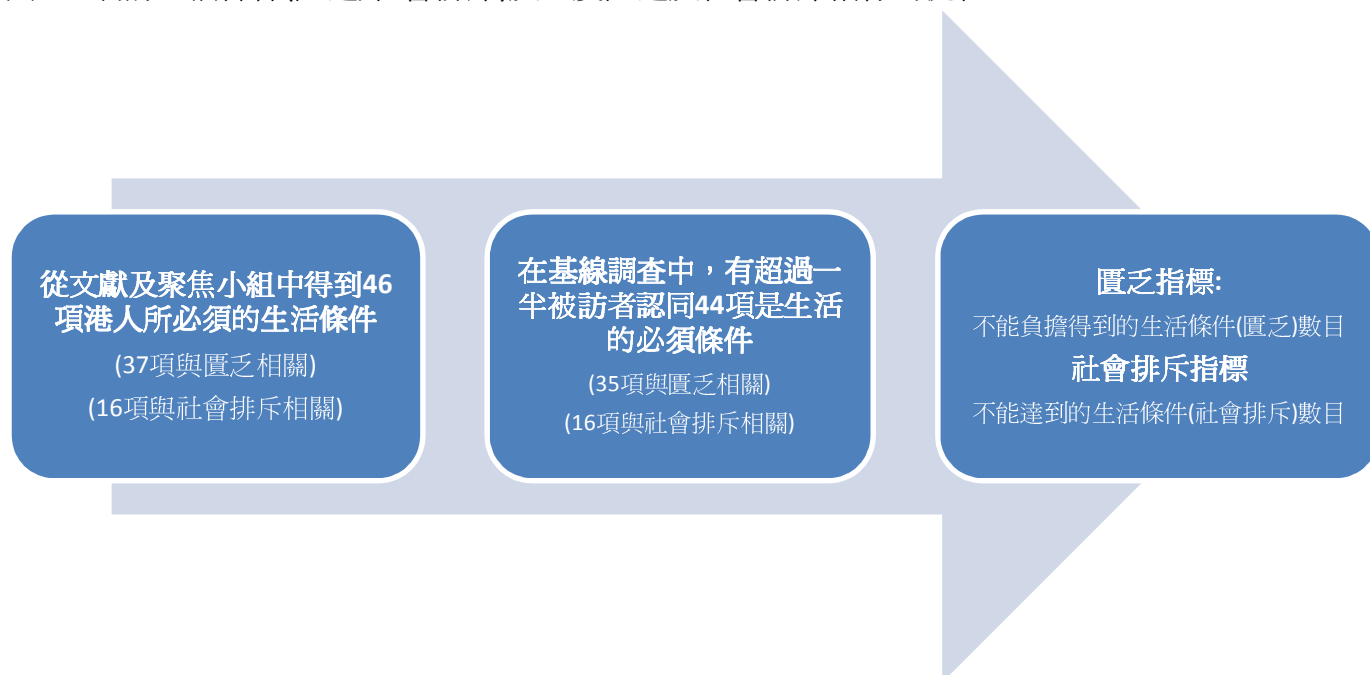 從文獻及聚焦小組中得到46
項港人所必須的生活條件
(37項與匱乏相關)
(16項與社會排斥相關)
在基線調查中，有超過一
半被訪者認同44項是生活
的必須條件
(35項與匱乏相關)
(16項與社會排斥相關)
匱乏指標:
不能負擔得到的生活條件(匱乏)數目
社會排斥指標
不能達到的生活條件(社會排斥)數目